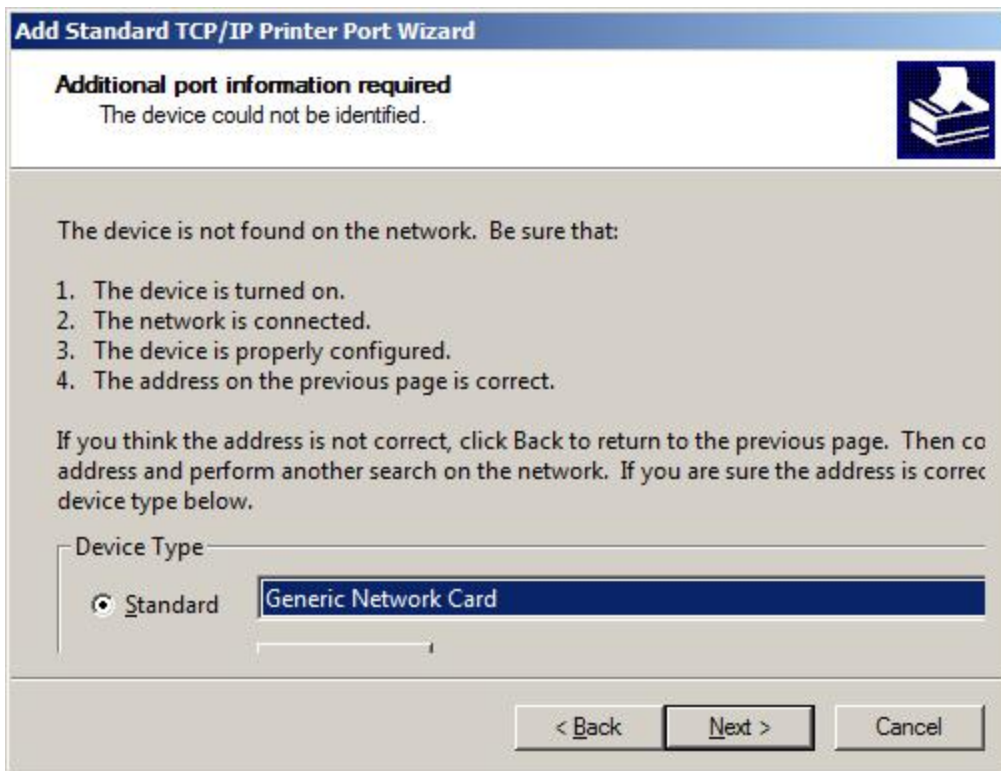 Add Standard TCP/IP Printer Port Wizard
Additional port information required
The device could not be identified.
The device is not found on the network. Be sure that:
1. The device is turned on.
2. The network is connected.
3. The device is properly configured.
4. The address on the previous page is correct.
If you think the address is not correct, click Back to return to the previous page. Then co
address and perform another search on the network. If you are sure the address is correc
device type below.
Device Type
Standard
Generic Network Card
< Back
Next >
Cancel